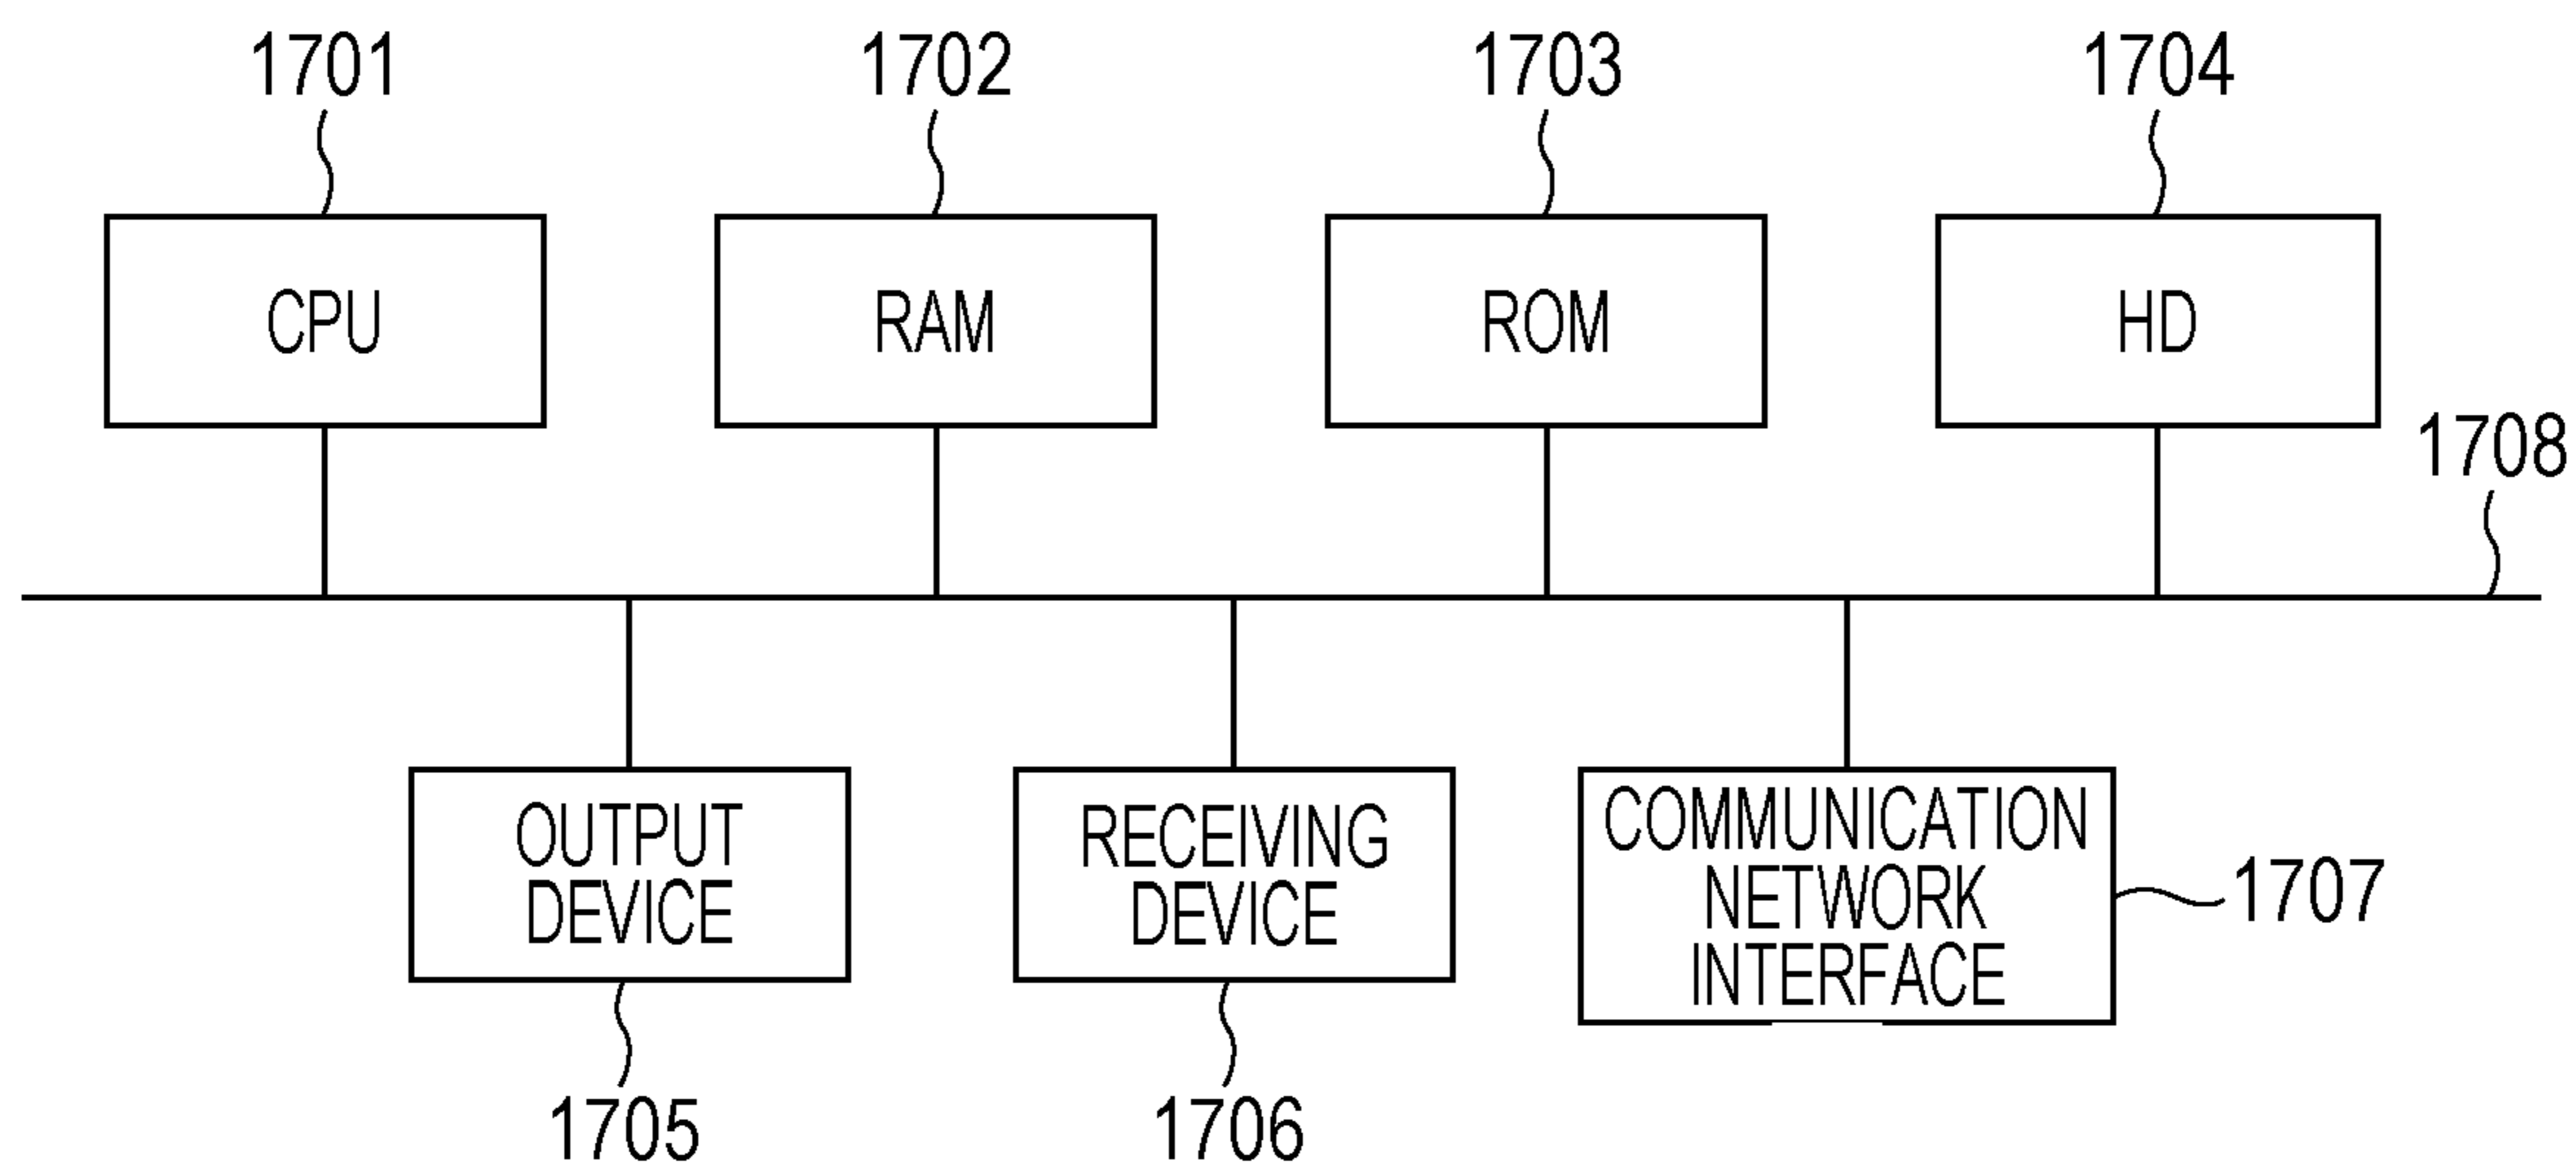 1701
1702
1703
1704
CPU
RAM
ROM
HD
1708
OUTPUT
DEVICE
RECEIVING
DEVICE
COMMUNICATION
NETWORK
INTERFACE
1707
1705
1706